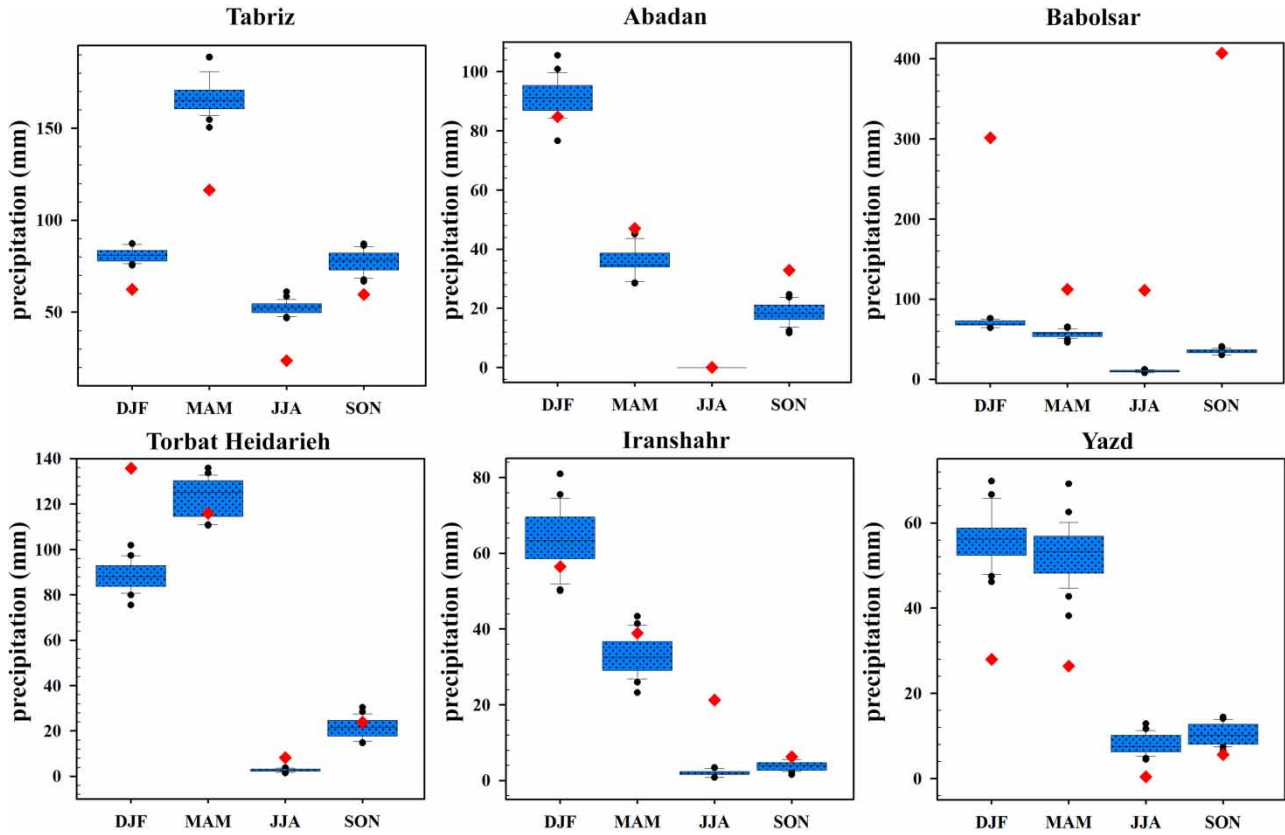 Tabriz
precipitation (mm)
150
100
50
DJF MAM JJA SON
Abadan
precipitation (mm)
100
80
60
40
20
0
DJF MAM JJA SON
Babolsar
precipitation (mm)
400
300
200
100
0
DJF MAM JJA SON
Torbat Heidarieh
precipitation (mm)
140
120
100
80
60
40
20
0
DJF MAM JJA SON
Iranshahr
precipitation (mm)
80
60
40
20
0
DJF MAM JJA SON
Yazd
precipitation (mm)
60
40
20
0
DJF MAM JJA SON